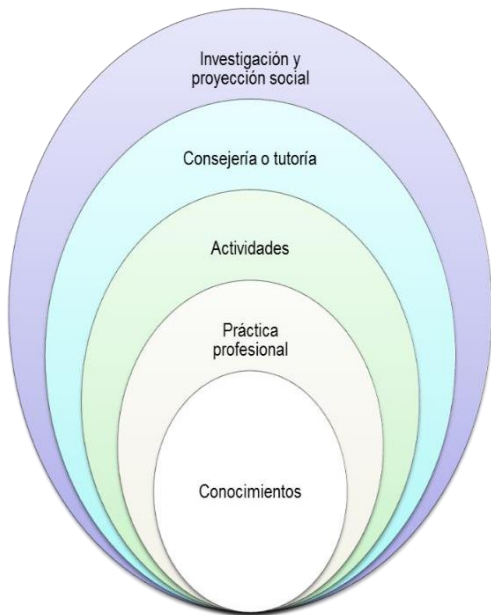 Investigación y
proyección social
Consejería o tutoría
Actividades
Práctica
profesional
Conocimientos